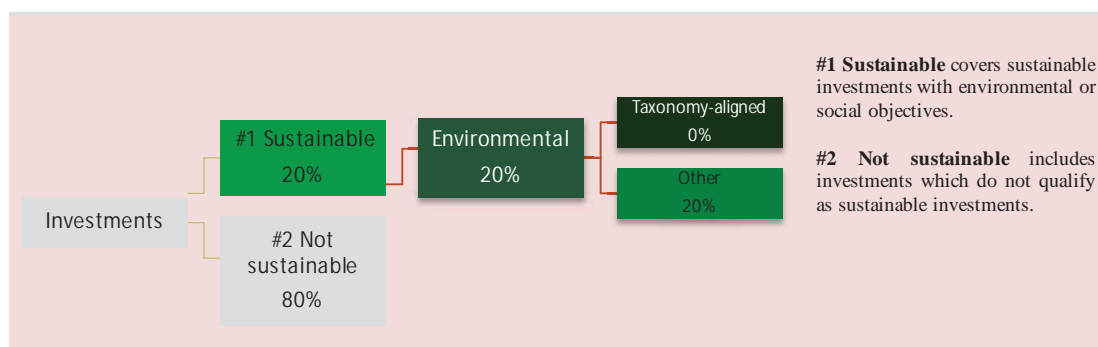 Investments
#1 Sustainable
20%
#2 Not
sustainable
80%
Environmental
20%
Taxonomy-aligned
0%
Other
20%
#1 Sustainable covers sustainable
investments with environmental or
social objectives.
#2 Not sustainable includes
investments which do not qualify
as sustainable investments.